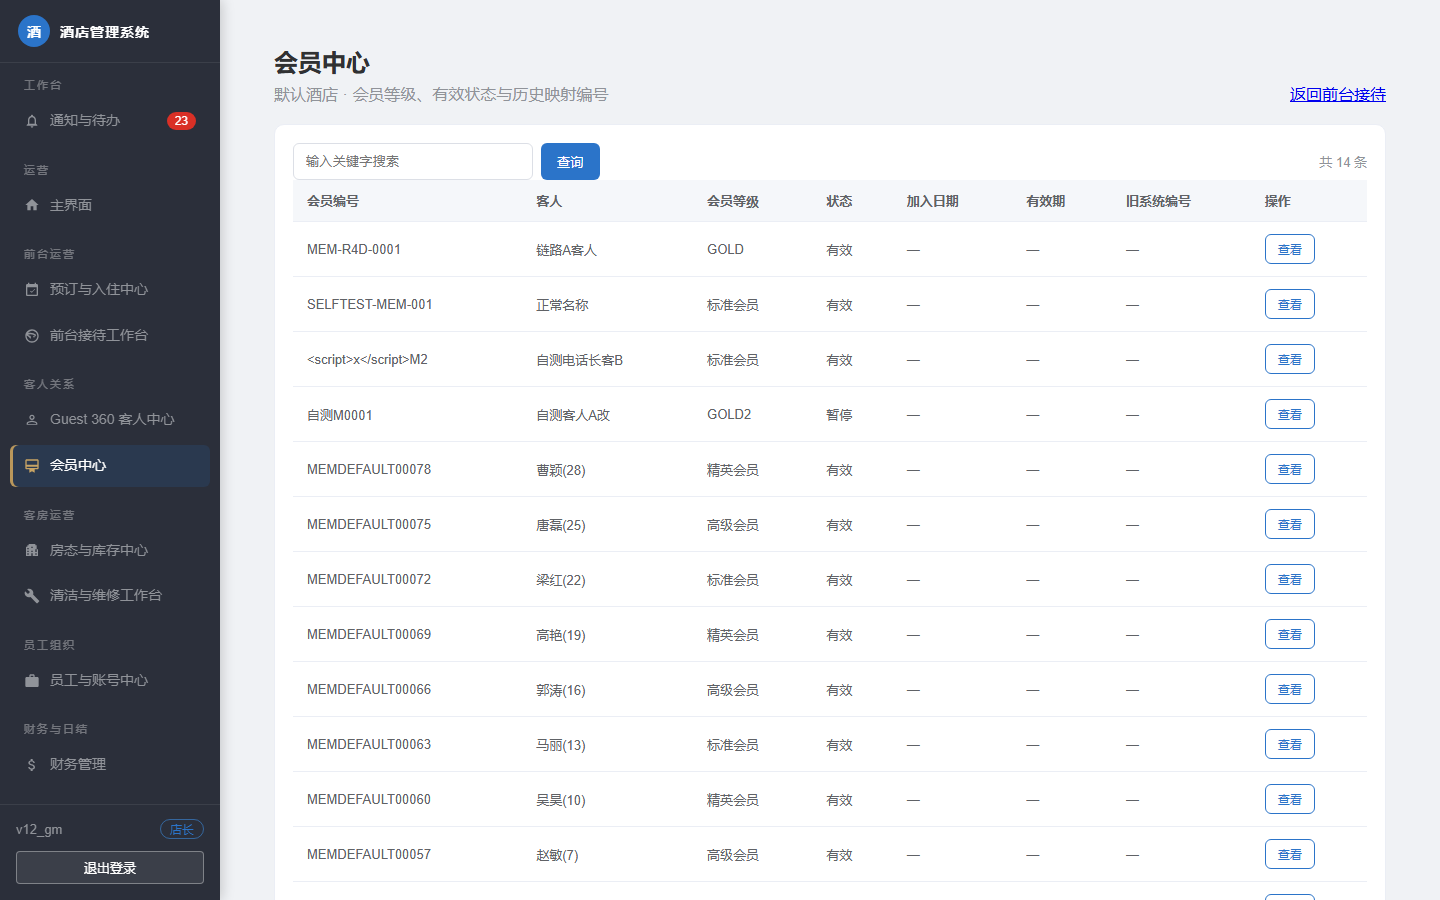 酒 酒店管理系统
工作台
通知与待办 23
运营
主界面
前台运营
预订与入住中心
前台接待工作台
客人关系
Guest 360 客人中心
会员中心
客房运营
房态与库存中心
清洁与维修工作台
员工组织
员工与账号中心
财务与日结
财务管理
v12_gm 店长
退出登录
会员中心
默认酒店 · 会员等级、有效状态与历史映射编号 返回前台接待
输入关键字搜索 查询 共 14 条
会员编号 客人 会员等级 状态 加入日期 有效期 旧系统编号 操作
MEM-R4D-0001 链路A客人 GOLD 有效 — — — 查看
SELFTEST-MEM-001 正常名称 标准会员 有效 — — — 查看
&lt;script&gt;x&lt;/script&gt;M2 自测电话长客B 标准会员 有效 — — — 查看
自测M0001 自测客人A改 GOLD2 暂停 — — — 查看
MEMDEFAULT00078 曹颖(28) 精英会员 有效 — — — 查看
MEMDEFAULT00075 唐磊(25) 高级会员 有效 — — — 查看
MEMDEFAULT00072 梁红(22) 标准会员 有效 — — — 查看
MEMDEFAULT00069 高艳(19) 精英会员 有效 — — — 查看
MEMDEFAULT00066 郭涛(16) 高级会员 有效 — — — 查看
MEMDEFAULT00063 马丽(13) 标准会员 有效 — — — 查看
MEMDEFAULT00060 吴昊(10) 精英会员 有效 — — — 查看
MEMDEFAULT00057 赵敏(7) 高级会员 有效 — — — 查看